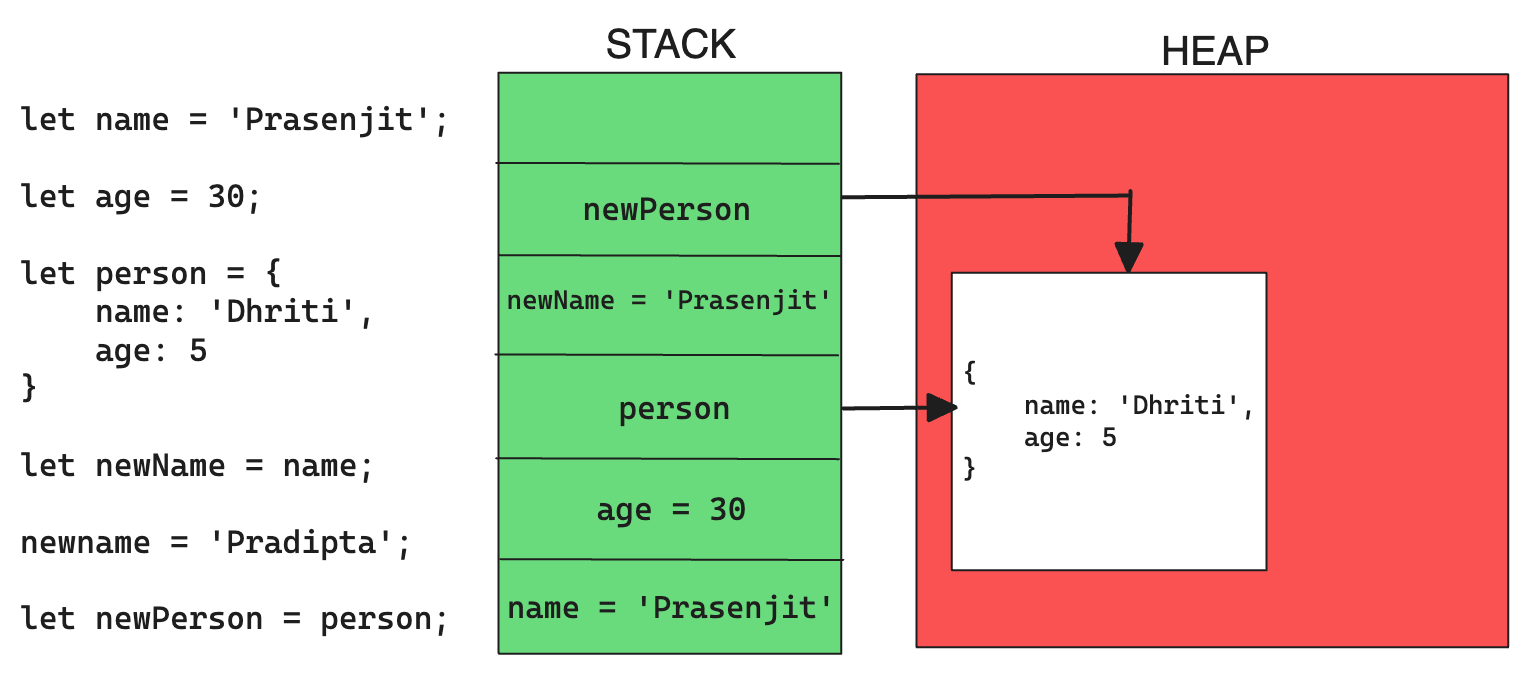 let name = 'Prasenjit';
let age = 30;
let person = {
    name: 'Dhriti',
    age: 5
}
let newName = name;
newname = 'Pradipta';
let newPerson = person;
STACK
newPerson
newName = 'Prasenjit'
person
age = 30
name = 'Prasenjit'
HEAP
{
    name: 'Dhriti',
    age: 5
}